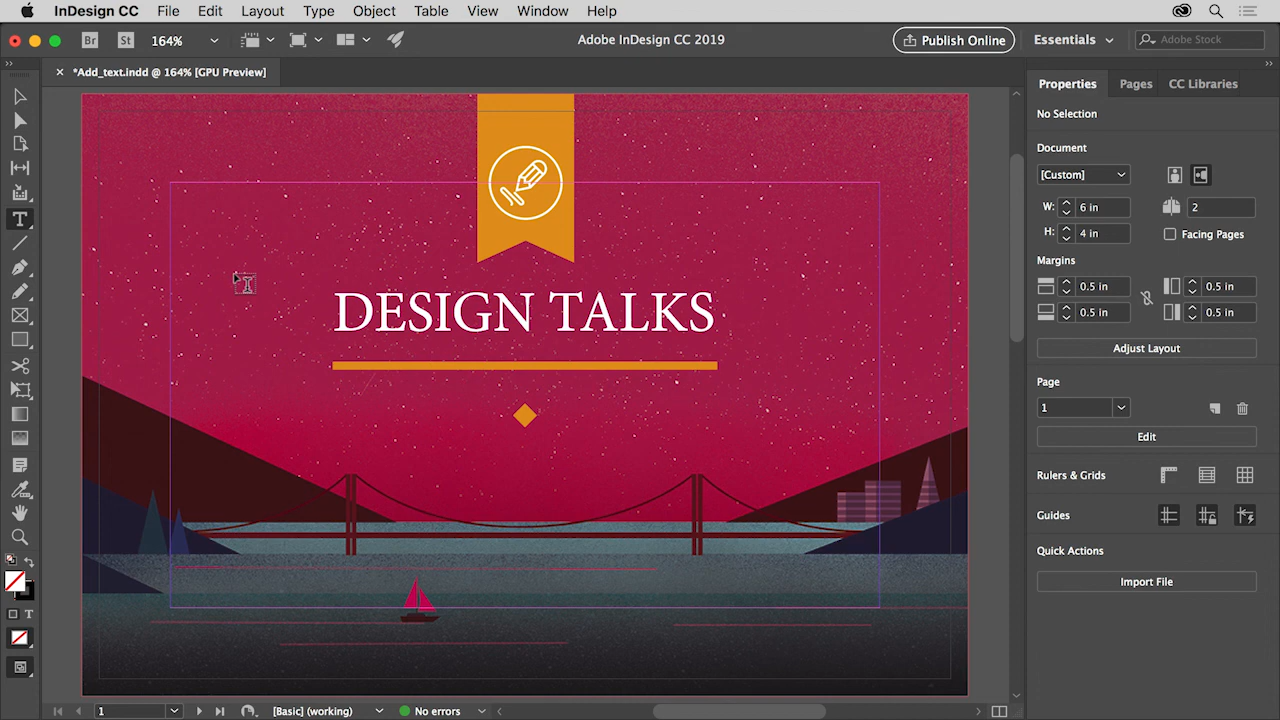 InDesign CC File Edit Layout Type Object Table View Window Help
Br St 164% Adobe InDesign CC 2019 Publish Online Essentials Adobe Stock
*Add_text.indd @ 164% [GPU Preview]
Properties Pages CC Libraries
No Selection
Document
[Custom]
W: 6 in 2
H: 4 in Facing Pages
Margins
0.5 in 0.5 in
0.5 in 0.5 in
Adjust Layout
Page
1
Edit
Rulers & Grids
Guides
Quick Actions
Import File
DESIGN TALKS
T
1 [Basic] (working) No errors